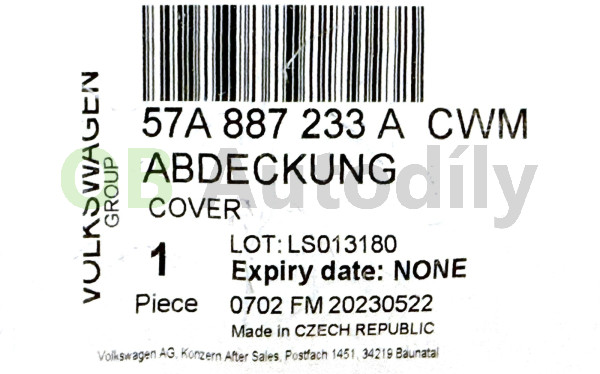 VOLKSWAGEN
GROUP
57A 887 233 A CWM
ABDECKUNG
CB Autodíly
COVER
1
LOT: LS013180
Expiry date: NONE
Piece
0702 FM 20230522
Made in CZECH REPUBLIC
Volkswagen AG, Konzern After Sales, Postfach 1451, 34219 Baunatal